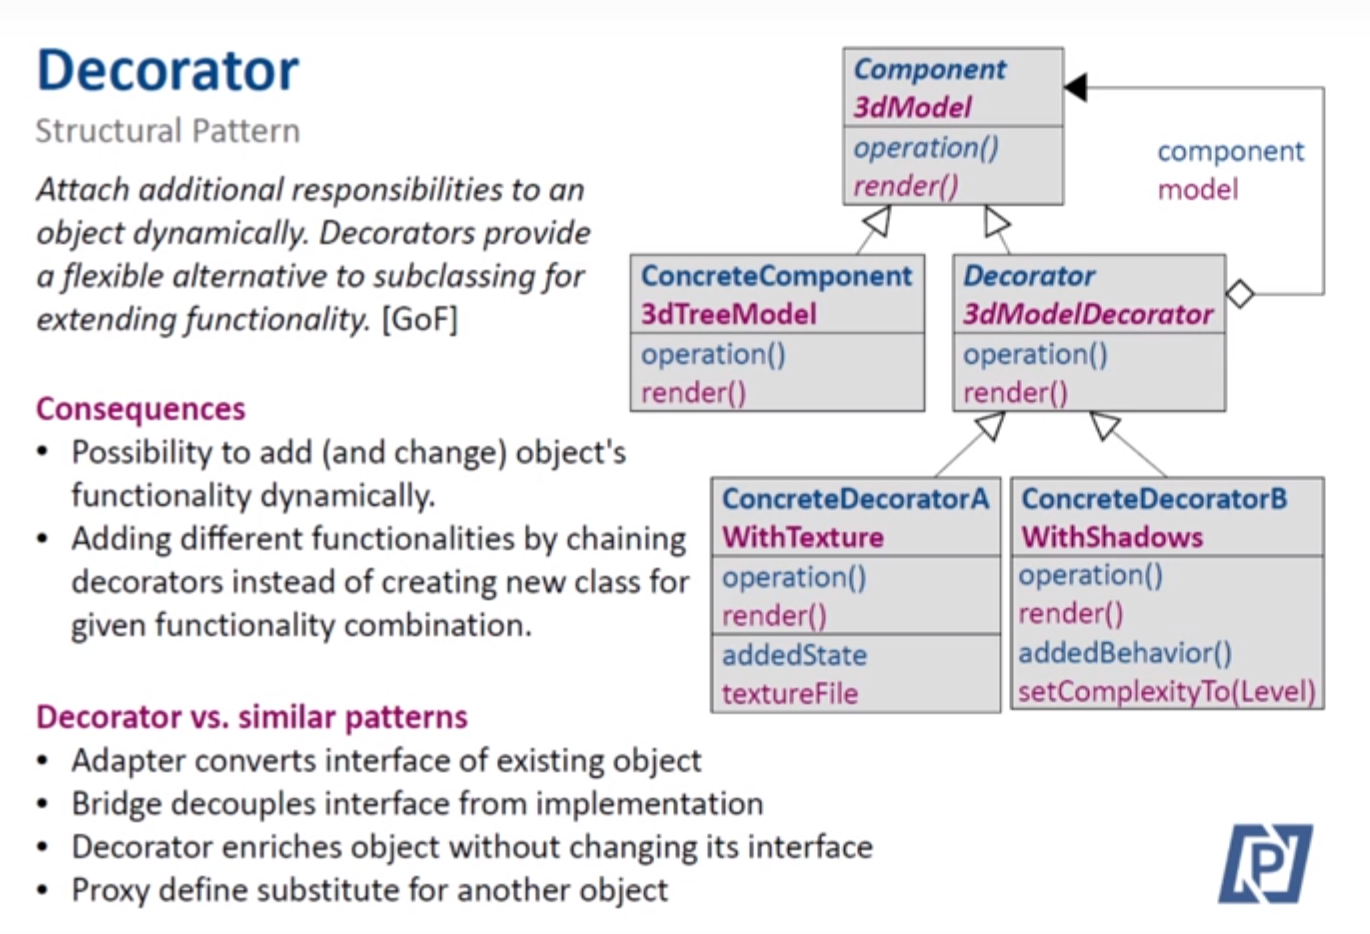 Decorator
Structural Pattern
Attach additional responsibilities to an
object dynamically. Decorators provide
a flexible alternative to subclassing for
extending functionality. [GoF]
Consequences
• Possibility to add (and change) object's
functionality dynamically.
• Adding different functionalities by chaining
decorators instead of creating new class for
given functionality combination.
Decorator vs. similar patterns
• Adapter converts interface of existing object
• Bridge decouples interface from implementation
• Decorator enriches object without changing its interface
• Proxy define substitute for another object
Component
3dModel
operation()
render()
component
model
ConcreteComponent
3dTreeModel
operation()
render()
Decorator
3dModelDecorator
operation()
render()
ConcreteDecoratorA
WithTexture
operation()
render()
addedState
textureFile
ConcreteDecoratorB
WithShadows
operation()
render()
addedBehavior()
setComplexityTo(Level)
P